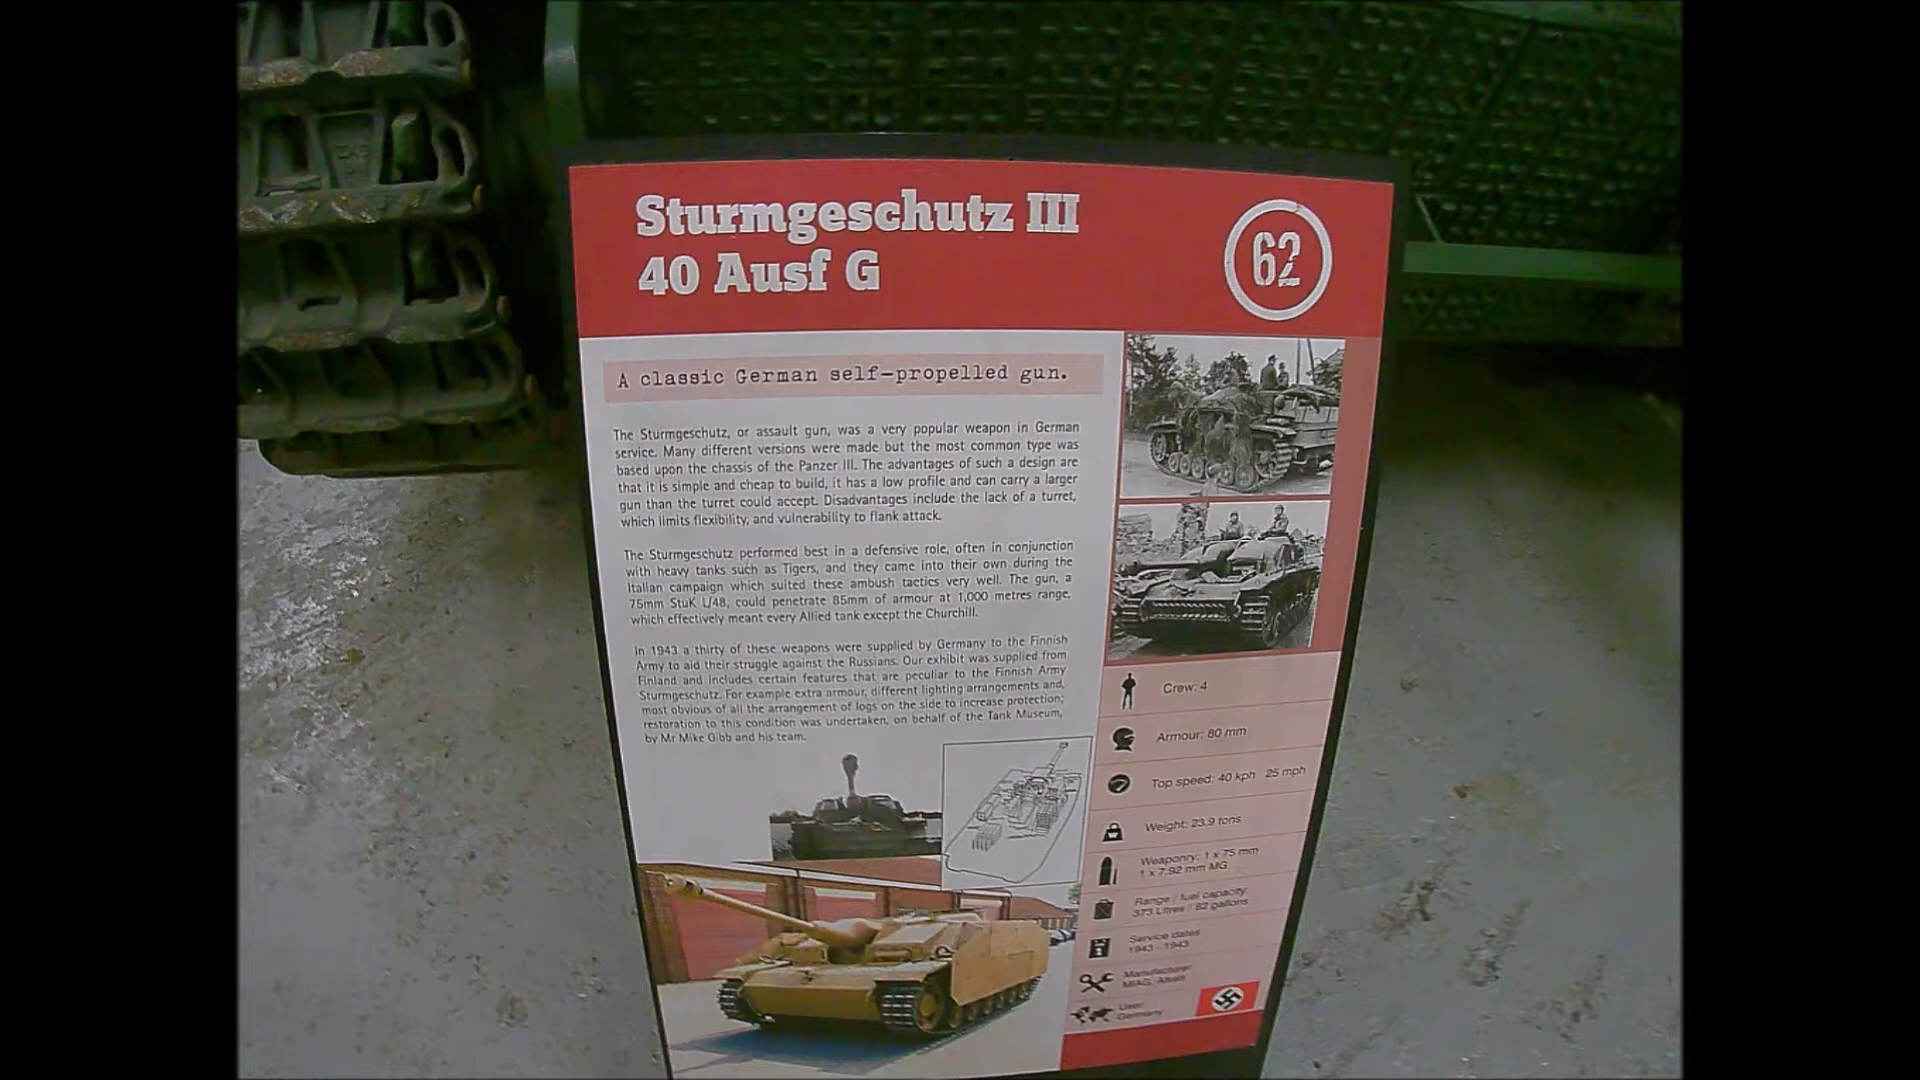 Sturmgeschutz III
40 Ausf G
62
A classic German self-propelled gun.
The Sturmgeschutz, or assault gun, was a very popular weapon in German
service. Many different versions were made but the most common type was
based upon the chassis of the Panzer III. The advantages of such a design are
that it is simple and cheap to build, it has a low profile and can carry a larger
gun than the turret could accept. Disadvantages include the lack of a turret,
which limits flexibility, and vulnerability to flank attack.
The Sturmgeschutz performed best in a defensive role, often in conjunction
with heavy tanks such as Tigers, and they came into their own during the
Italian campaign which suited these ambush tactics very well. The gun, a
75mm StuK L/48, could penetrate 85mm of armour at 1,000 metres range,
which effectively meant every Allied tank except the Churchill.
In 1943 a thirty of these weapons were supplied by Germany to the Finnish
Army to aid their struggle against the Russians. Our exhibit was supplied from
Finland and includes certain features that are peculiar to the Finnish Army
Sturmgeschutz. For example extra armour, different lighting arrangements and,
most obvious of all the arrangement of logs on the side to increase protection;
restoration to this condition was undertaken, on behalf of the Tank Museum,
by Mr Mike Gibb and his team.
Crew: 4
Armour: 80 mm
Top speed: 40 kph 25 mph
Weight: 23.9 tons
Weaponry: 1 x 75 mm
1 x 7.92 mm MG
Range / fuel capacity
373 Litres / 82 gallons
Service dates
1943 - 1943
Manufacturer
MIAG, Alkett
User
Germany